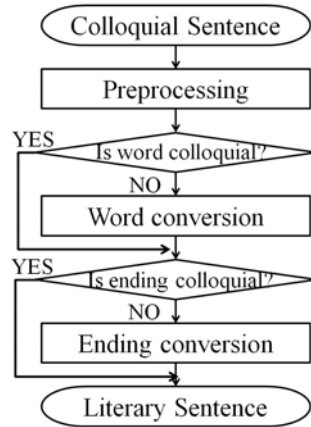 Colloquial Sentence
Preprocessing
YES
Is word colloquial?
NO
Word conversion
YES
Is ending colloquial?
NO
Ending conversion
Literary Sentence